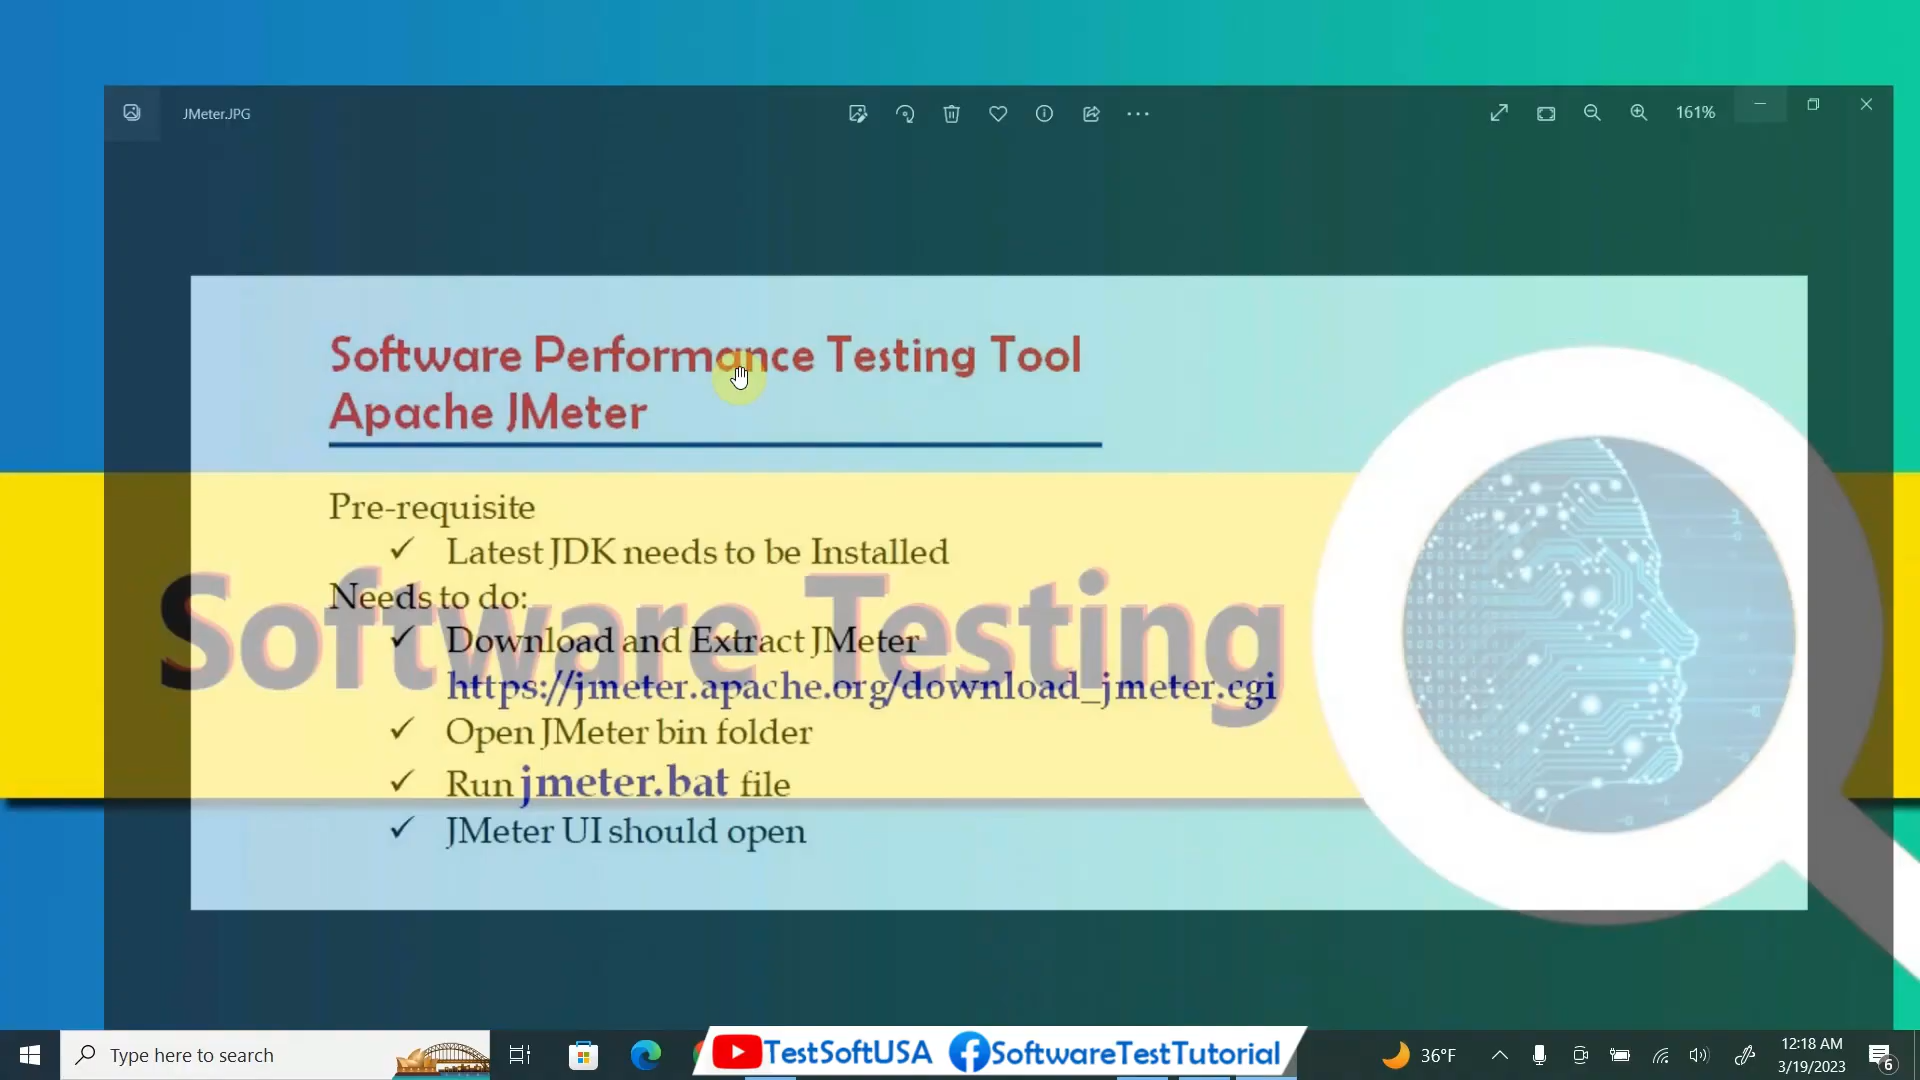 JMeter.JPG
161%
Software Performance Testing Tool
Apache JMeter
Pre-requisite
✓ Latest JDK needs to be Installed
Needs to do:
✓ Download and Extract JMeter
https://jmeter.apache.org/download_jmeter.cgi
✓ Open JMeter bin folder
✓ Run jmeter.bat file
✓ JMeter UI should open
Software Testing
Type here to search
TestSoftUSA
SoftwareTestTutorial
36°F
12:18 AM
3/19/2023
6